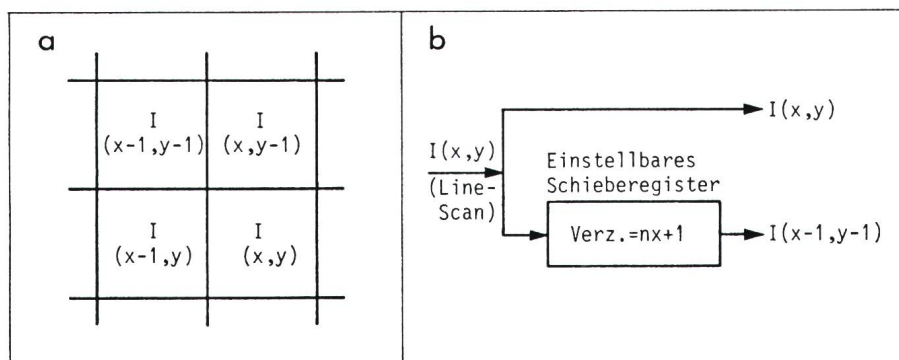 a
I
(x-1,y-1)
I
(x,y-1)
I
(x-1,y)
I
(x,y)
b
I(x,y)
I(x,y)
(Line-
Scan)
Einstellbares
Schieberegister
Verz.=nx+1
I(x-1,y-1)